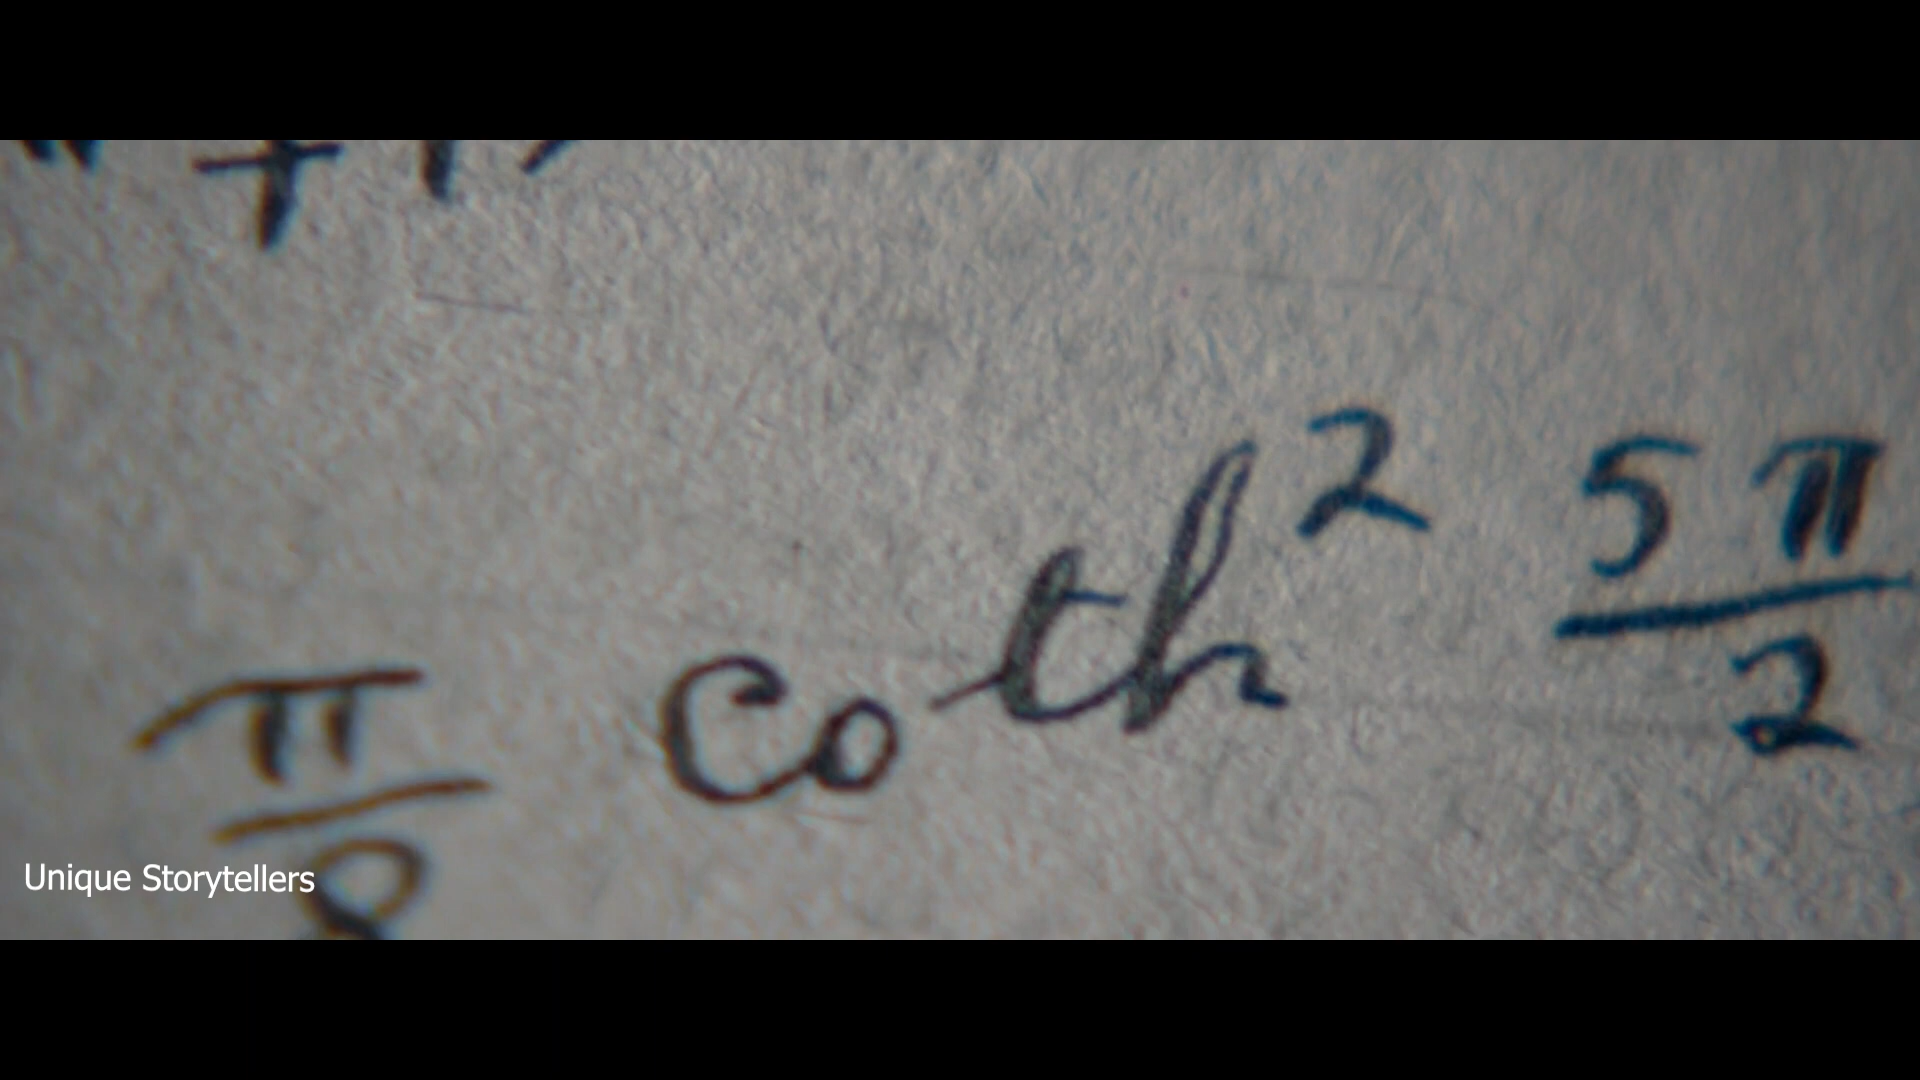 π/8 coth² 5π/2
Unique Storytellers